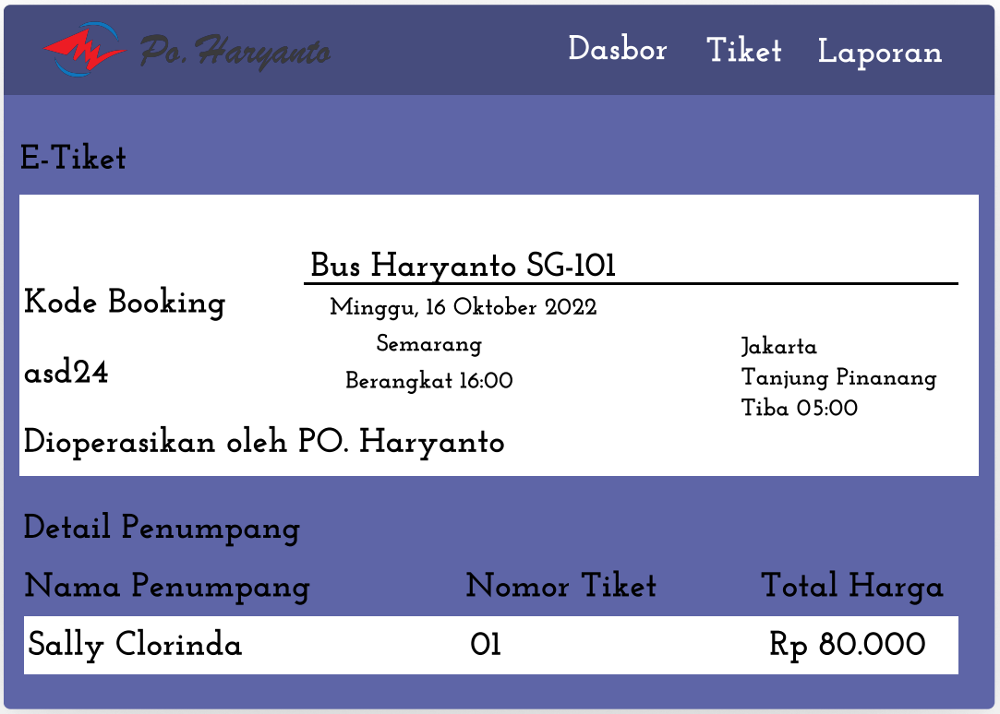 Po. Haryanto
Dasbor Tiket Laporan
E-Tiket
Bus Haryanto SG-101
Kode Booking
Minggu, 16 Oktober 2022
Semarang
Jakarta
asd24
Berangkat 16:00
Tanjung Pinanang
Tiba 05:00
Dioperasikan oleh PO. Haryanto
Detail Penumpang
Nama Penumpang Nomor Tiket Total Harga
Sally Clorinda 01 Rp 80.000